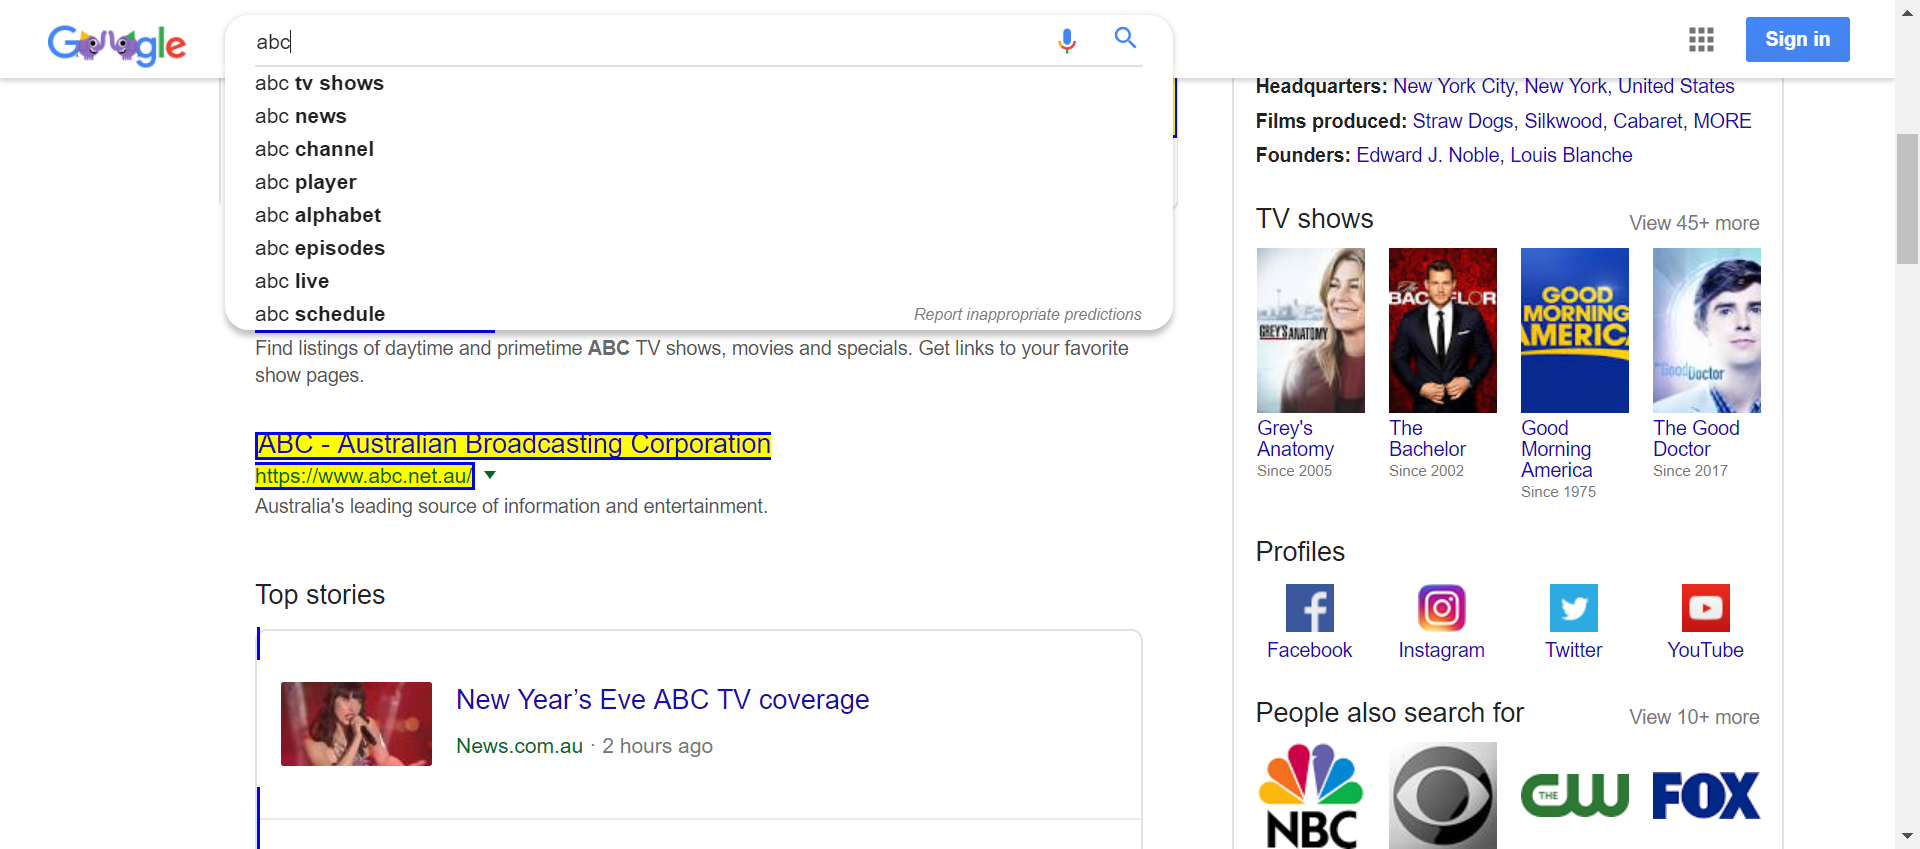 Google
abc
Sign in
abc tv shows
abc news
abc channel
abc player
abc alphabet
abc episodes
abc live
abc schedule
Report inappropriate predictions
Find listings of daytime and primetime ABC TV shows, movies and specials. Get links to your favorite
show pages.
ABC - Australian Broadcasting Corporation
https://www.abc.net.au/
Australia's leading source of information and entertainment.
Top stories
New Year’s Eve ABC TV coverage
News.com.au · 2 hours ago
Headquarters: New York City, New York, United States
Films produced: Straw Dogs, Silkwood, Cabaret, MORE
Founders: Edward J. Noble, Louis Blanche
TV shows
View 45+ more
GREY'S ANATOMY
The
BACHELOR
GOOD
MORNING
AMERICA
the Good Doctor
Grey's
Anatomy
Since 2005
The
Bachelor
Since 2002
Good
Morning
America
Since 1975
The Good
Doctor
Since 2017
Profiles
Facebook
Instagram
Twitter
YouTube
People also search for
View 10+ more
NBC
THE CW
FOX